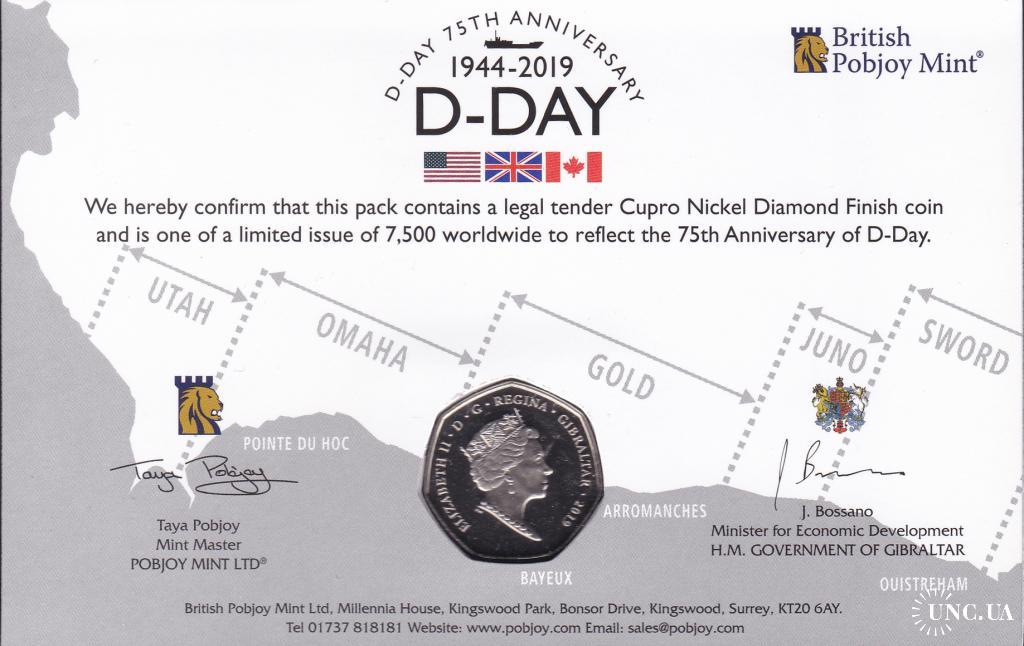 D-DAY 75TH ANNIVERSARY
1944-2019
D-DAY
British
Pobjoy Mint®
We hereby confirm that this pack contains a legal tender Cupro Nickel Diamond Finish coin
and is one of a limited issue of 7,500 worldwide to reflect the 75th Anniversary of D-Day.
UTAH
OMAHA
GOLD
JUNO
SWORD
POINTE DU HOC
ELIZABETH II · D · G · REGINA · GIBRALTAR · 2019
ARROMANCHES
BAYEUX
OUISTREHAM
Taya Pobjoy
Taya Pobjoy
Mint Master
POBJOY MINT LTD®
J. Bossano
Minister for Economic Development
H.M. GOVERNMENT OF GIBRALTAR
British Pobjoy Mint Ltd, Millennia House, Kingswood Park, Bonsor Drive, Kingswood, Surrey, KT20 6AY.
Tel 01737 818181 Website: www.pobjoy.com Email: sales@pobjoy.com
UNC.UA